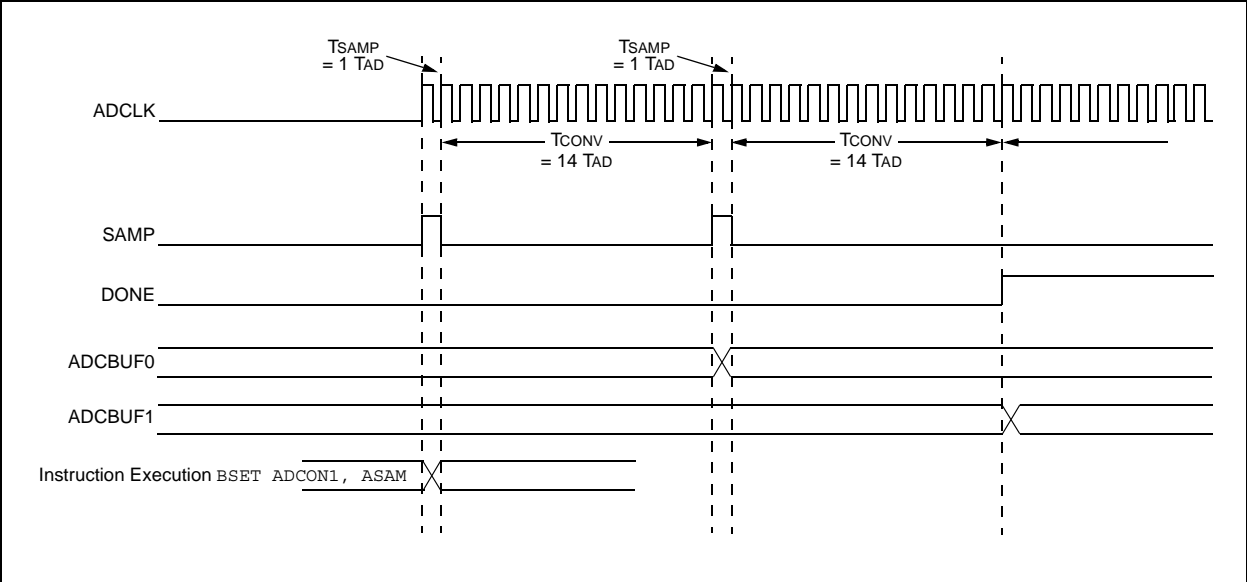 TSAMP
= 1 TAD
TSAMP
= 1 TAD
ADCLK
TCONV
= 14 TAD
TCONV
= 14 TAD
SAMP
DONE
ADCBUF0
ADCBUF1
Instruction Execution BSET ADCON1, ASAM